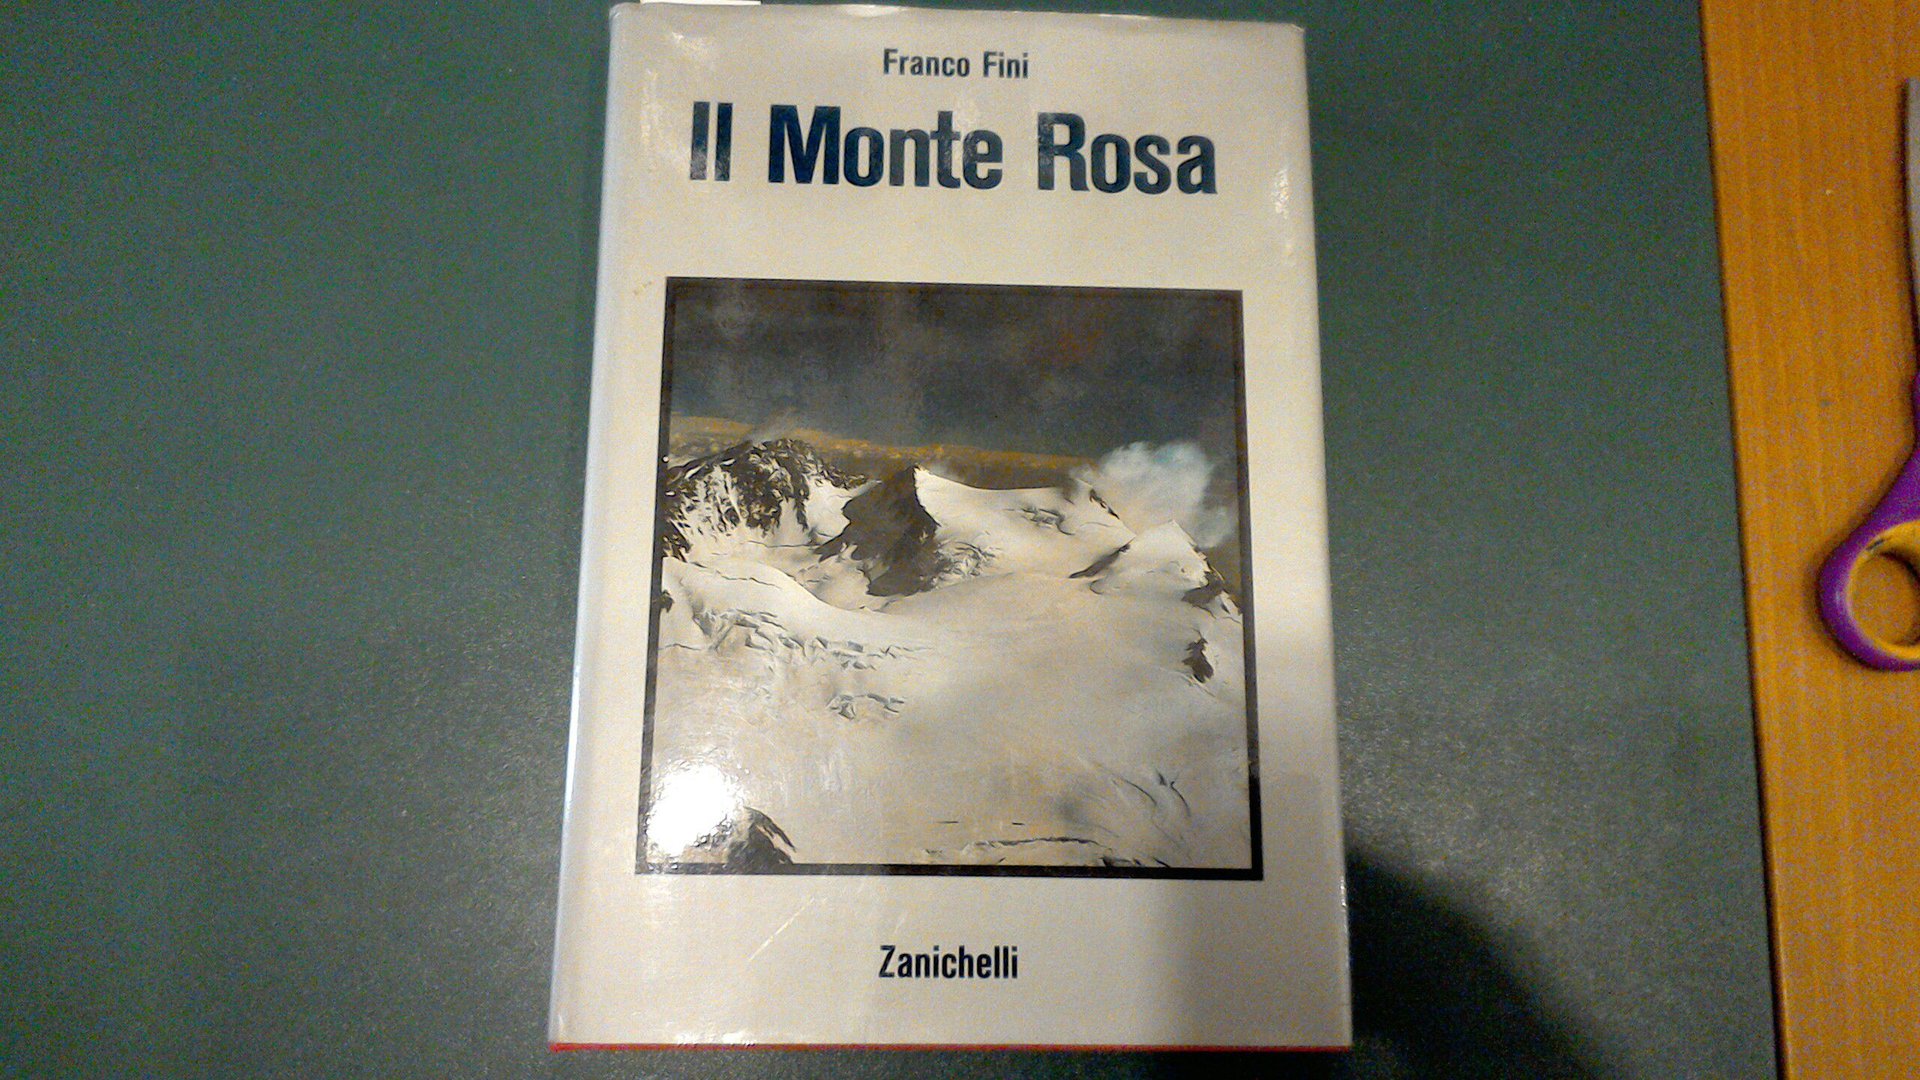 Franco Fini
Il Monte Rosa
Zanichelli